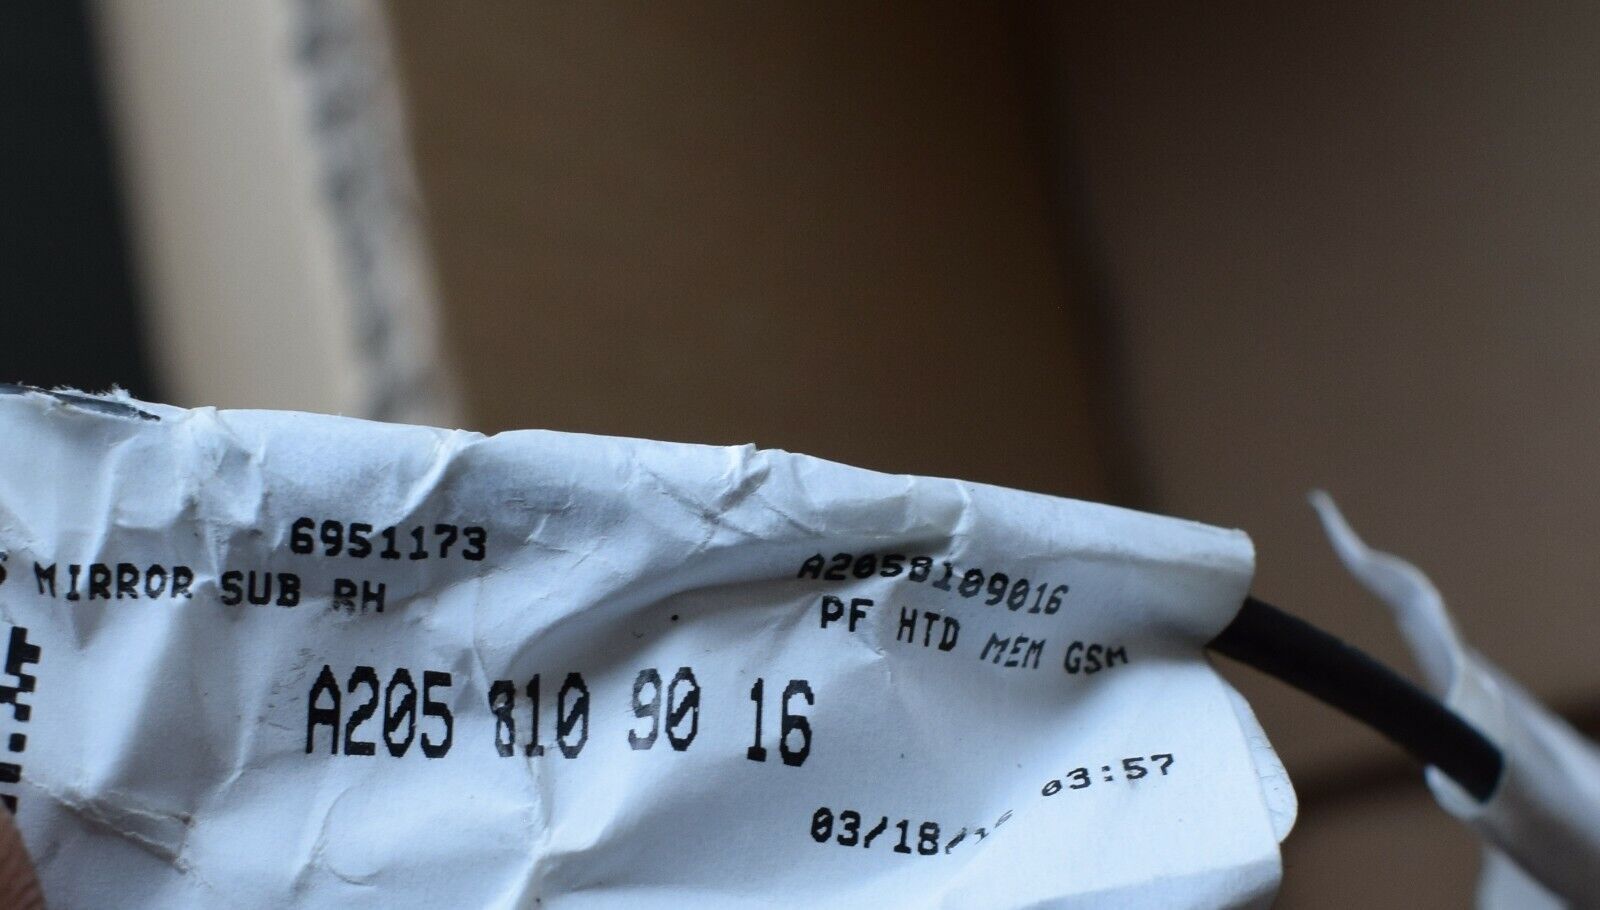 6951173
MIRROR SUB RH
A2058109016
PF HTD MEM GSM
A205 810 90 16
03/18/ 03:57